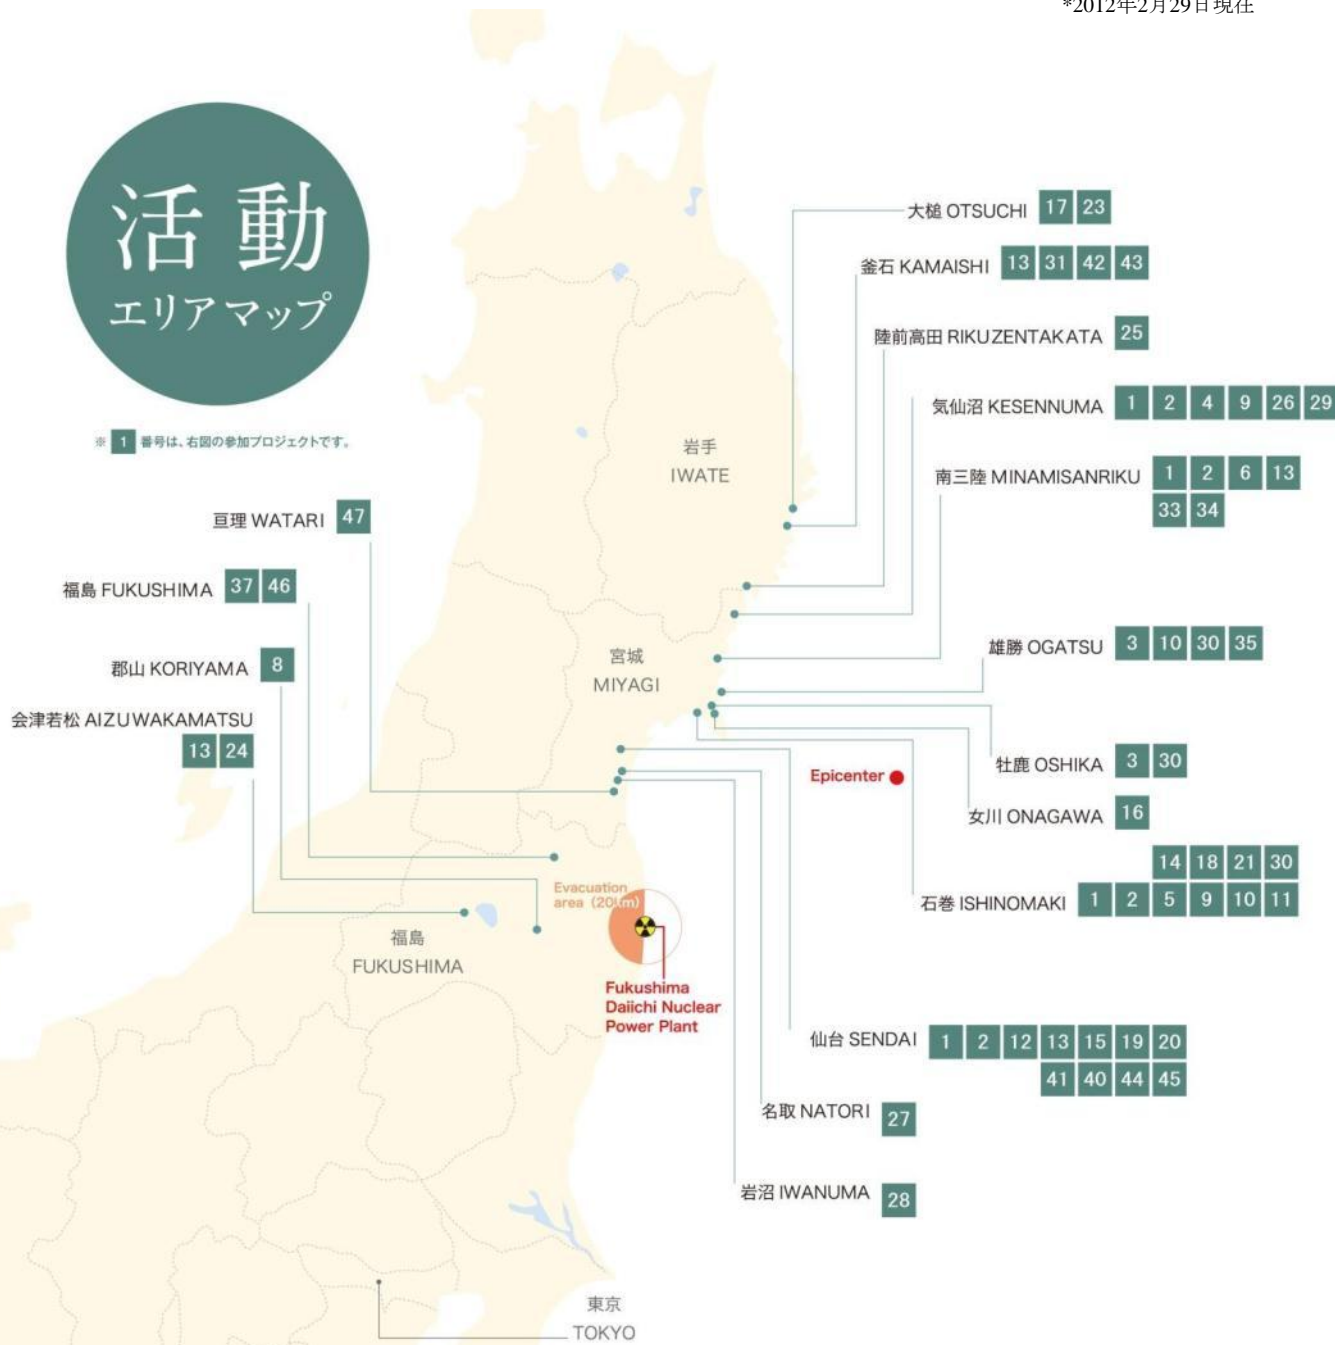 *2012年2月29日現在
活動
エリアマップ
※ 1 番号は、右図の参加プロジェクトです。
大槌 OTSUCHI 17 23
釜石 KAMAISHI 13 31 42 43
陸前高田 RIKUZENTAKATA 25
気仙沼 KESENNUMA 1 2 4 9 26 29
南三陸 MINAMISANRIKU 1 2 6 13
33 34
岩手
IWATE
亘理 WATARI 47
福島 FUKUSHIMA 37 46
郡山 KORIYAMA 8
会津若松 AIZUWAKAMATSU
13 24
宮城
MIYAGI
雄勝 OGATSU 3 10 30 35
牡鹿 OSHIKA 3 30
Epicenter
女川 ONAGAWA 16
14 18 21 30
石巻 ISHINOMAKI 1 2 5 9 10 11
Evacuation
area (20km)
福島
FUKUSHIMA
Fukushima
Daiichi Nuclear
Power Plant
仙台 SENDAI 1 2 12 13 15 19 20
41 40 44 45
名取 NATORI 27
岩沼 IWANUMA 28
東京
TOKYO